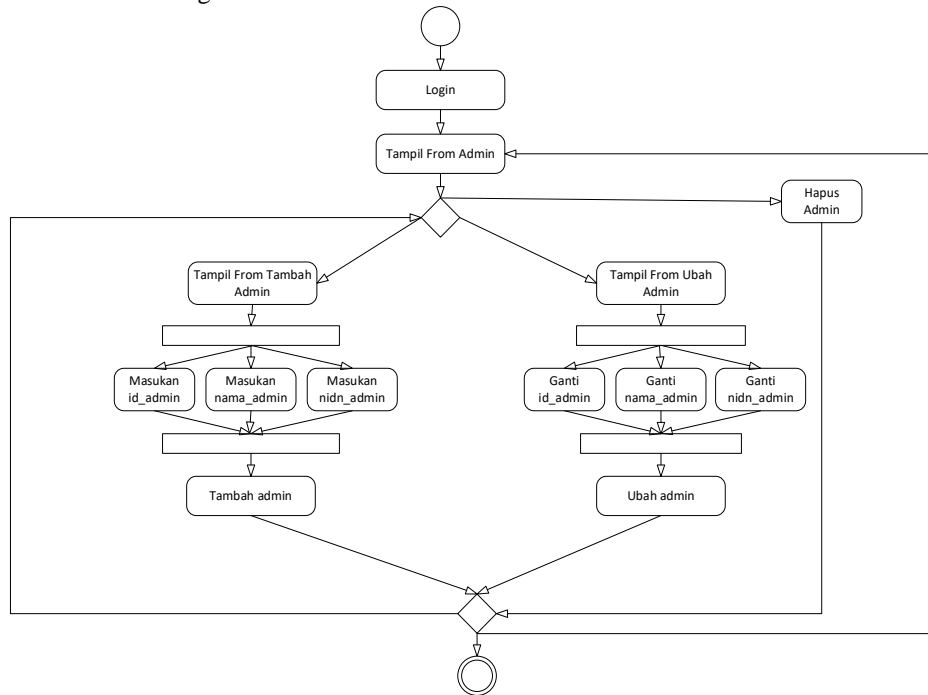 Login
Tampil From Admin
Hapus
Admin
Tampil From Tambah
Admin
Tampil From Ubah
Admin
Masukan
id_admin
Masukan
nama_admin
Masukan
nidn_admin
Ganti
id_admin
Ganti
nama_admin
Ganti
nidn_admin
Tambah admin
Ubah admin